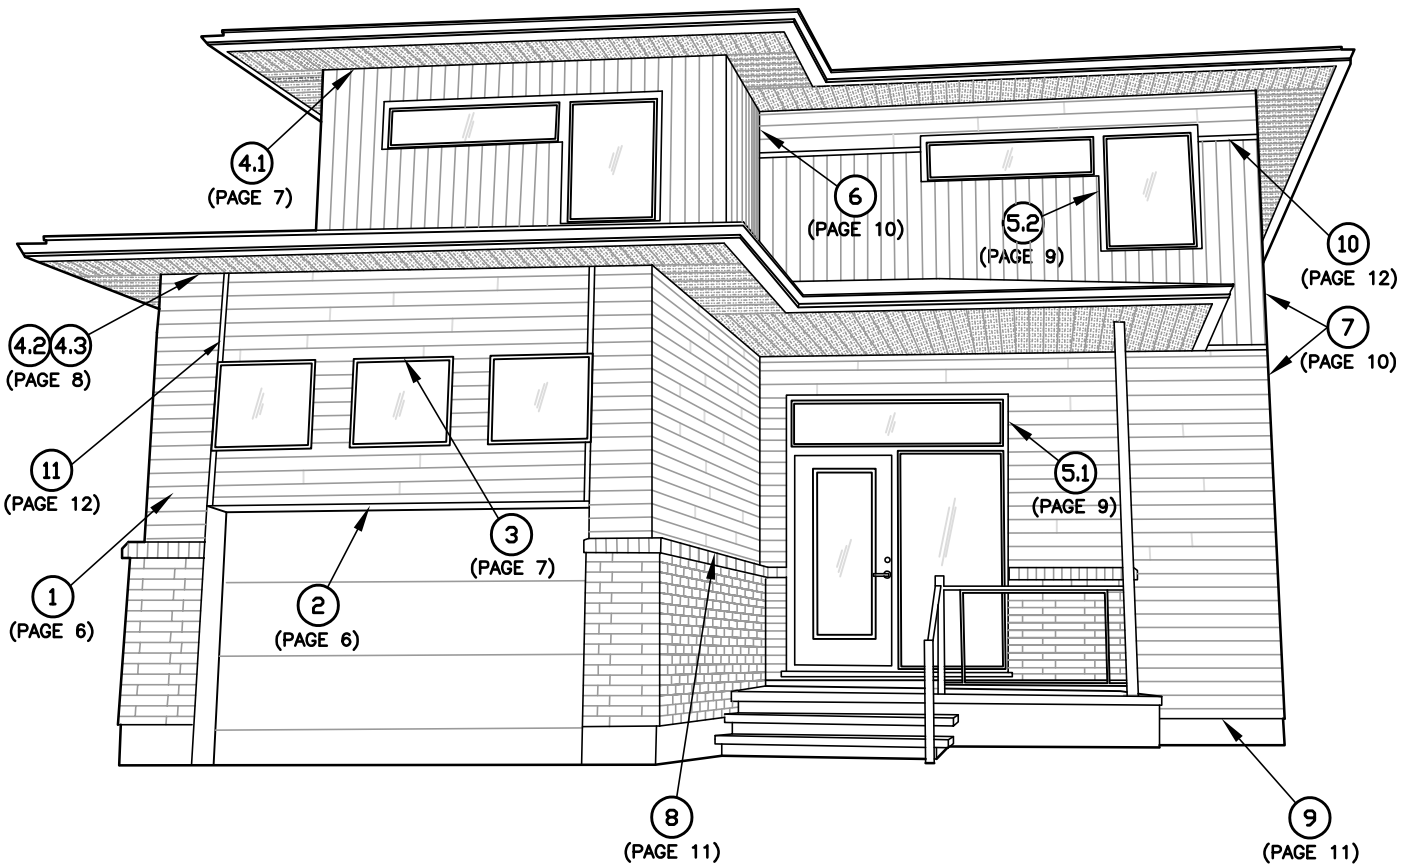 4.1
(PAGE 7)
6
(PAGE 10)
5.2
(PAGE 9)
10
(PAGE 12)
7
(PAGE 10)
4.2 4.3
(PAGE 8)
11
(PAGE 12)
5.1
(PAGE 9)
3
(PAGE 7)
1
(PAGE 6)
2
(PAGE 6)
8
(PAGE 11)
9
(PAGE 11)